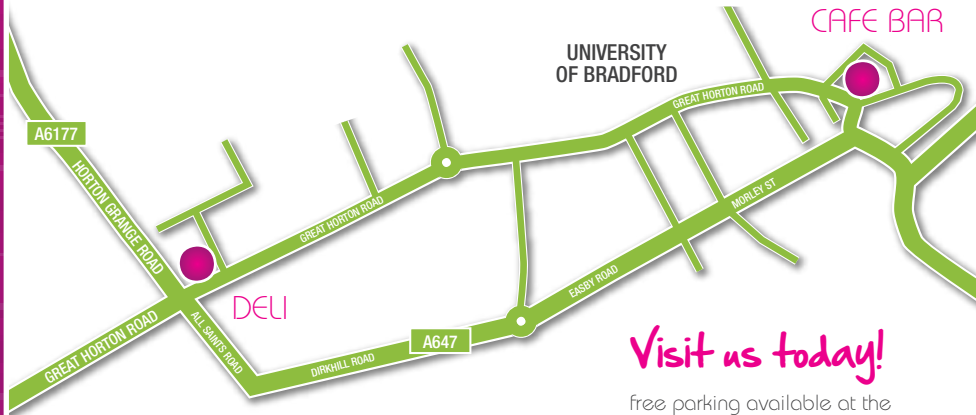 CAFE BAR
UNIVERSITY
OF BRADFORD
GREAT HORTON ROAD
A6177
HORTON GRANGE ROAD
GREAT HORTON ROAD
MORLEY ST
EASBY ROAD
DELI
GREAT HORTON ROAD
ALL SAINTS ROAD
A647
DIRKHILL ROAD
Visit us today!
free parking available at the